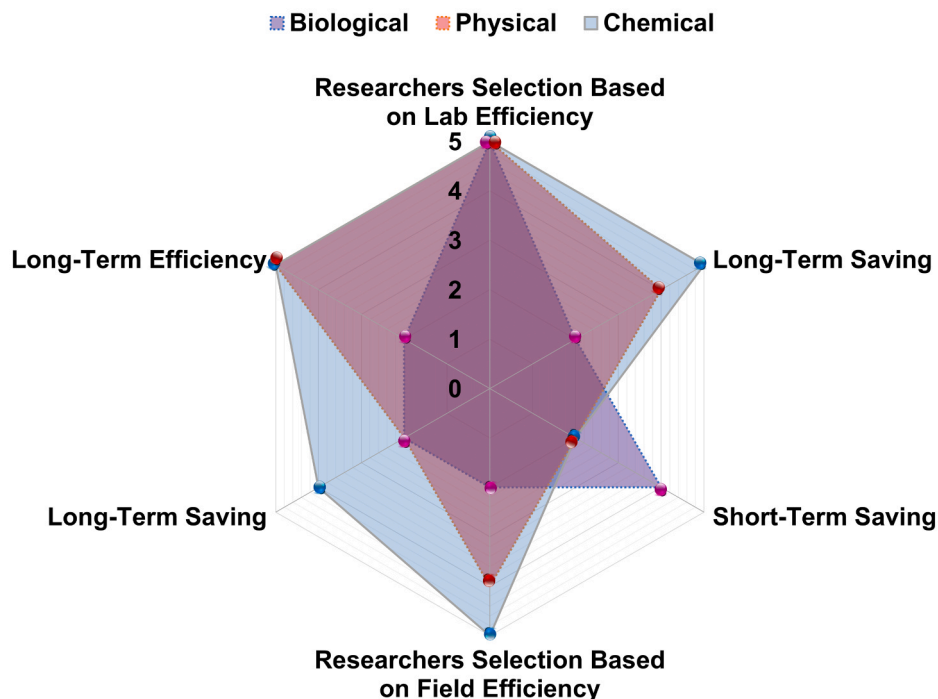 Biological Physical Chemical
Researchers Selection Based
on Lab Efficiency
5
4
3
2
1
0
Long-Term Efficiency
Long-Term Saving
Long-Term Saving
Short-Term Saving
Researchers Selection Based
on Field Efficiency